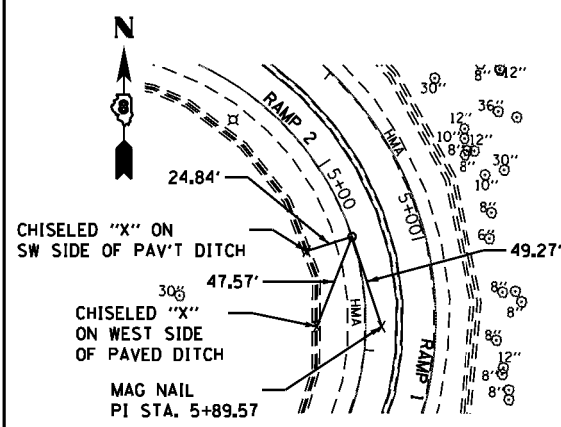 N
8
RAMP 2
5+00
HMA
5+00
24.84'
CHISELED "X" ON
SW SIDE OF PAV'T DITCH
47.57'
49.27'
30"
CHISELED "X"
ON WEST SIDE
OF PAVED DITCH
HMA
RAMP 1
MAG NAIL
PI STA. 5+89.57
30"
8"
12"
36"
12"
10"
12"
8"
8"
30"
10"
8"
6"
8"
8"
8"
12"
8"
8"